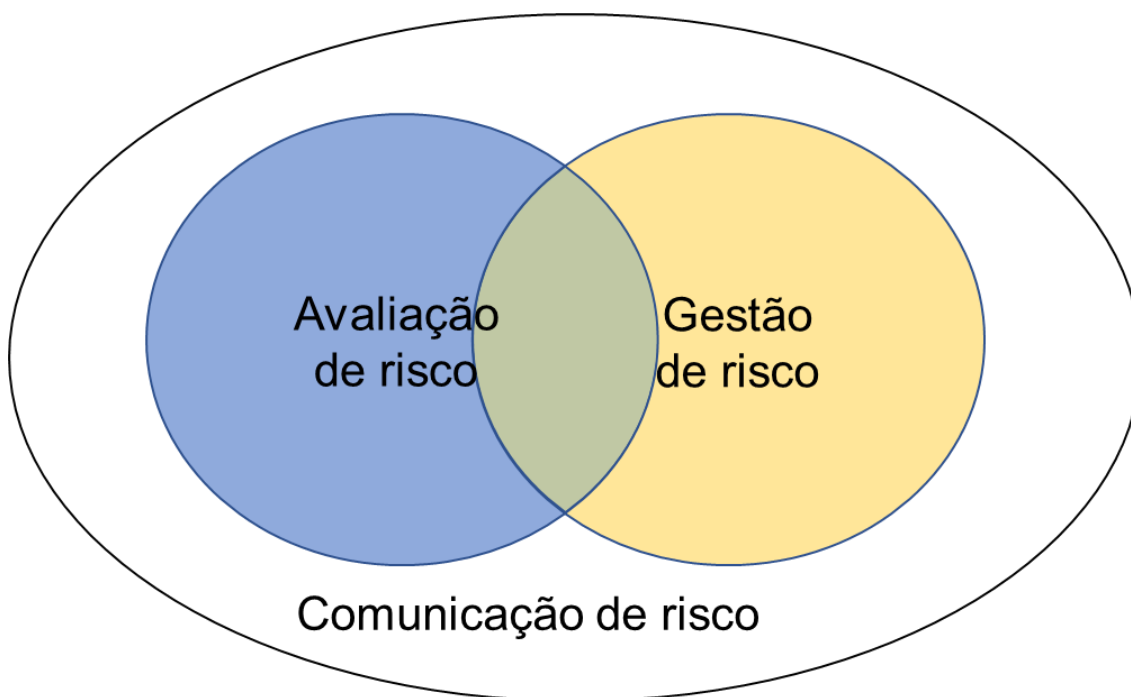 Avaliação
de risco
Gestão
de risco
Comunicação de risco